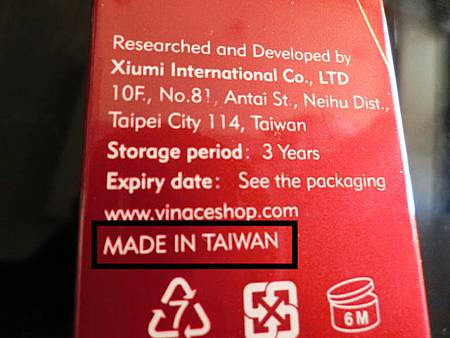 Researched and Developed by
Xiumi International Co., LTD
10F., No.81, Antai St., Neihu Dist.,
Taipei City 114, Taiwan
Storage period: 3 Years
Expiry date: See the packaging
www.vinaceshop.com
MADE IN TAIWAN
7
6M